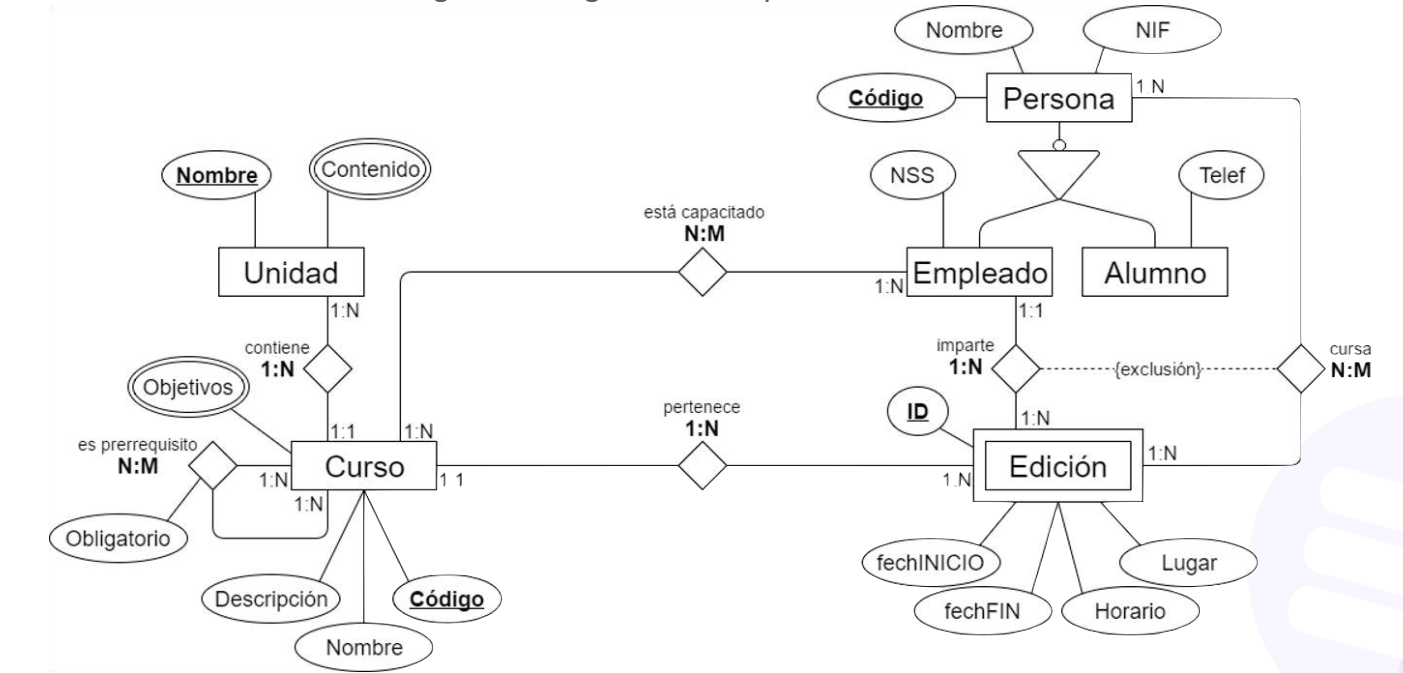 Nombre
NIF
Código
Persona
1.N
Nombre
Contenido
NSS
Telef
está capacitado
N:M
Unidad
1:N
Empleado
1:N
Alumno
1:1
contiene
1:N
imparte
1:N
{exclusión}
cursa
N:M
Objetivos
ID
pertenece
1:N
1:1
1:N
1:N
es prerrequisito
N:M
1:N
1:N
Curso
1 1
1.N
Edición
1:N
Obligatorio
fechINICIO
Lugar
Descripción
Código
fechFIN
Horario
Nombre